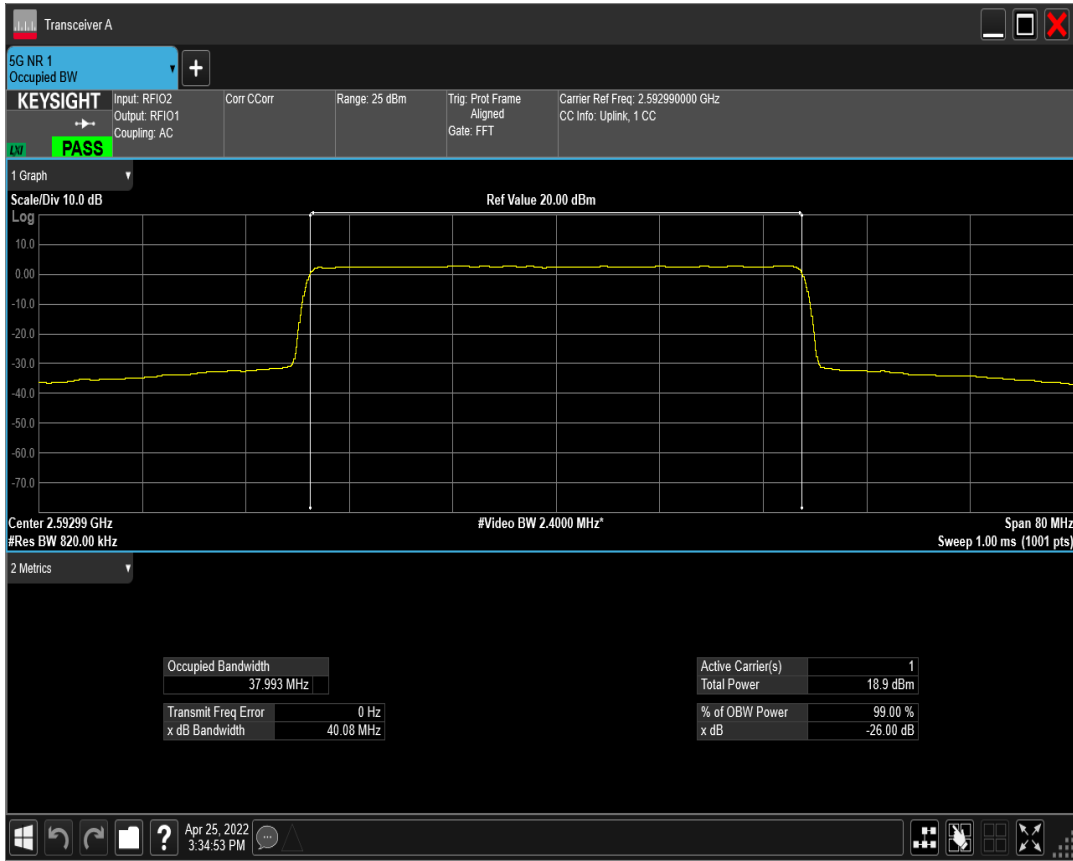 Transceiver A
5G NR 1
Occupied BW
KEYSIGHT
LXI
PASS
Input: RFIO2
Output: RFIO1
Coupling: AC
Corr CCorr
Range: 25 dBm
Trig: Prot Frame
Aligned
Gate: FFT
Carrier Ref Freq: 2.592990000 GHz
CC Info: Uplink, 1 CC
1 Graph
Scale/Div 10.0 dB
Ref Value 20.00 dBm
Log
10.0
0.00
-10.0
-20.0
-30.0
-40.0
-50.0
-60.0
-70.0
Center 2.59299 GHz
#Video BW 2.4000 MHz*
Span 80 MHz
#Res BW 820.00 kHz
Sweep 1.00 ms (1001 pts)
2 Metrics
Occupied Bandwidth
37.993 MHz
Transmit Freq Error 0 Hz
x dB Bandwidth 40.08 MHz
Active Carrier(s) 1
Total Power 18.9 dBm
% of OBW Power 99.00 %
x dB -26.00 dB
?
Apr 25, 2022
3:34:53 PM